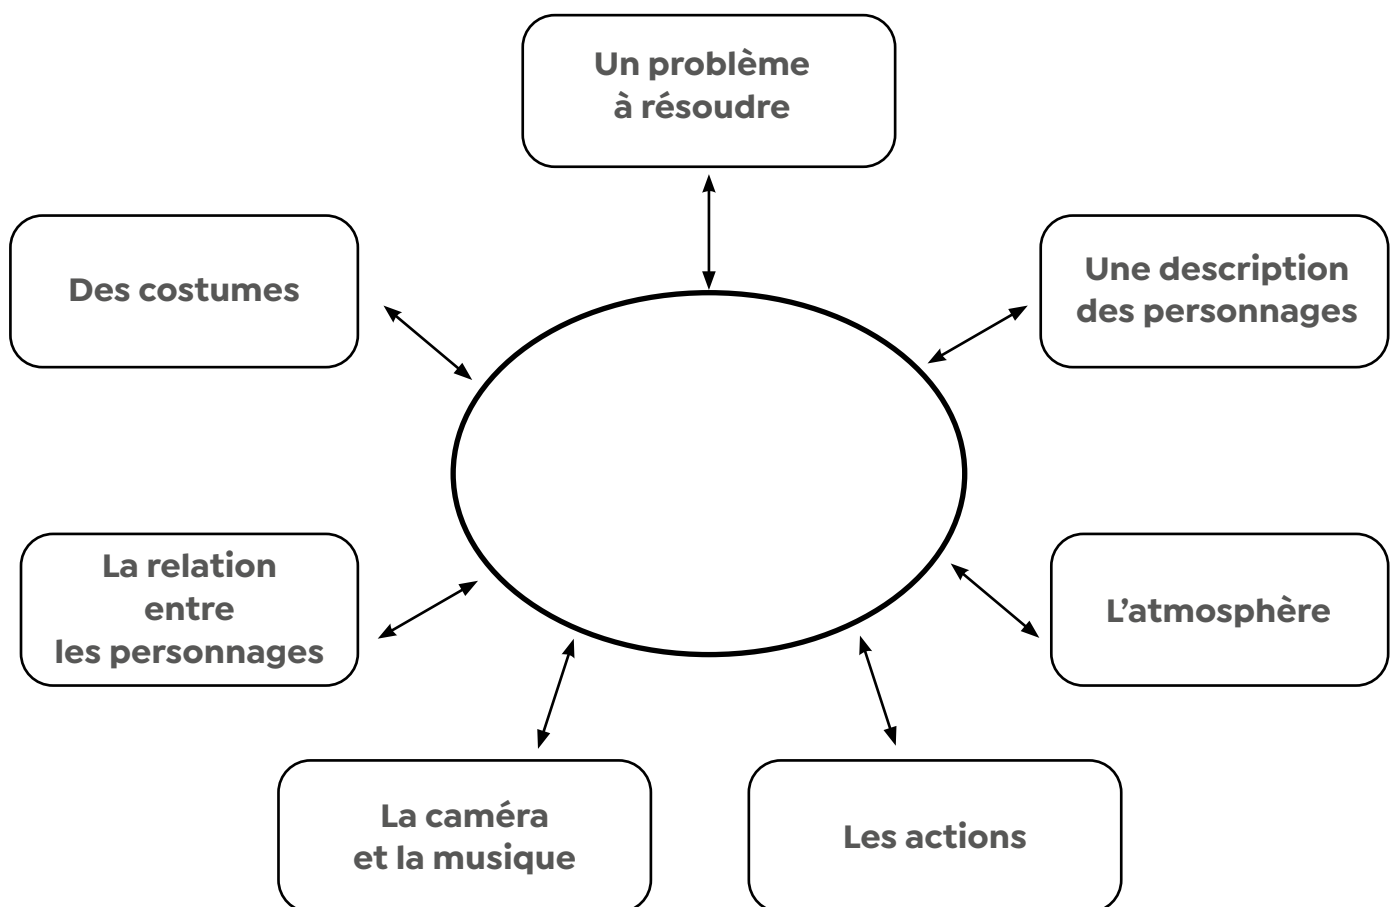 Un problème
à résoudre
Des costumes
Une description
des personnages
La relation
entre
les personnages
L’atmosphère
La caméra
et la musique
Les actions